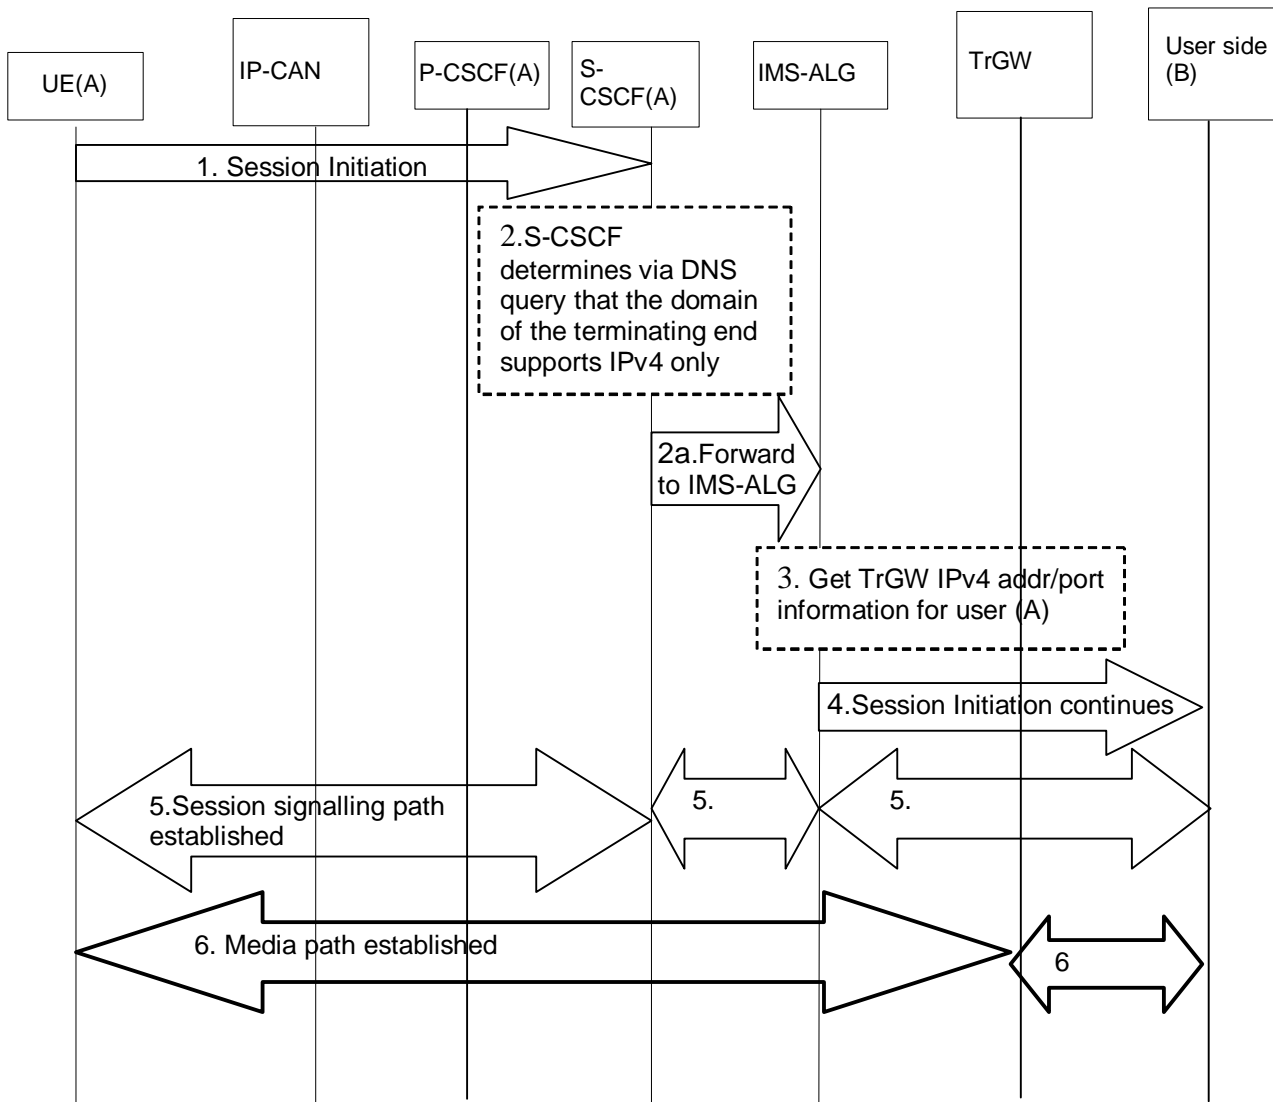 UE(A)
IP-CAN
P-CSCF(A)
S-
CSCF(A)
IMS-ALG
TrGW
User side
(B)
1. Session Initiation
2.S-CSCF
determines via DNS
query that the domain
of the terminating end
supports IPv4 only
2a.Forward
to IMS-ALG
3. Get TrGW IPv4 addr/port
information for user (A)
4.Session Initiation continues
5.Session signalling path
established
5.
5.
6. Media path established
6